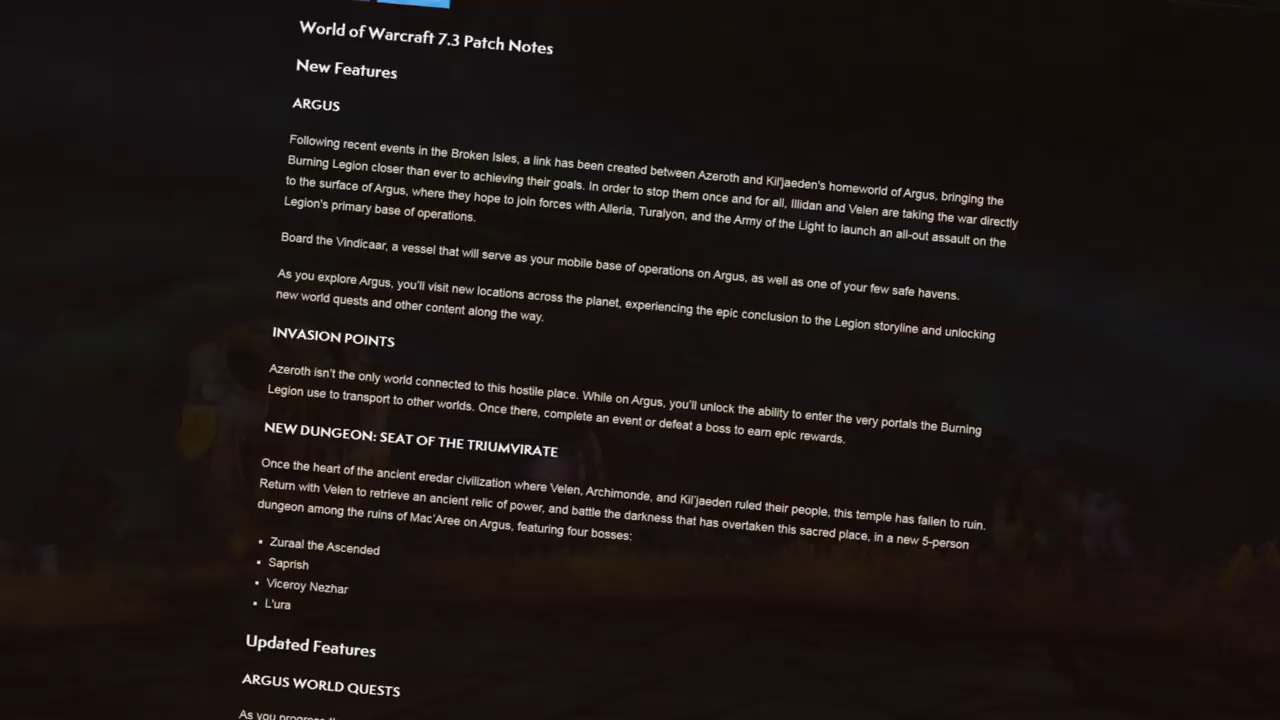 World of Warcraft 7.3 Patch Notes
New Features
ARGUS
Following recent events in the Broken Isles, a link has been created between Azeroth and Kil'jaeden's homeworld of Argus, bringing the
Burning Legion closer than ever to achieving their goals. In order to stop them once and for all, Illidan and Velen are taking the war directly
to the surface of Argus, where they hope to join forces with Alleria, Turalyon, and the Army of the Light to launch an all-out assault on the
Legion's primary base of operations.
Board the Vindicaar, a vessel that will serve as your mobile base of operations on Argus, as well as one of your few safe havens.
As you explore Argus, you'll visit new locations across the planet, experiencing the epic conclusion to the Legion storyline and unlocking
new world quests and other content along the way.
INVASION POINTS
Azeroth isn't the only world connected to this hostile place. While on Argus, you'll unlock the ability to enter the very portals the Burning
Legion use to transport to other worlds. Once there, complete an event or defeat a boss to earn epic rewards.
NEW DUNGEON: SEAT OF THE TRIUMVIRATE
Once the heart of the ancient eredar civilization where Velen, Archimonde, and Kil'jaeden ruled their people, this temple has fallen to ruin.
Return with Velen to retrieve an ancient relic of power, and battle the darkness that has overtaken this sacred place, in a new 5-person
dungeon among the ruins of Mac'Aree on Argus, featuring four bosses:
▪ Zuraal the Ascended
▪ Saprish
▪ Viceroy Nezhar
▪ L'ura
Updated Features
ARGUS WORLD QUESTS
As you progress